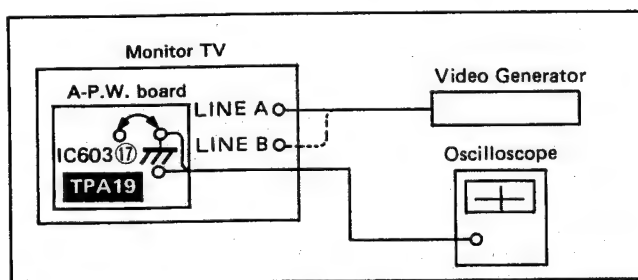 Monitor TV
A-P.W. board
LINE A
LINE B
IC603⑰
TPA19
Video Generator
Oscilloscope